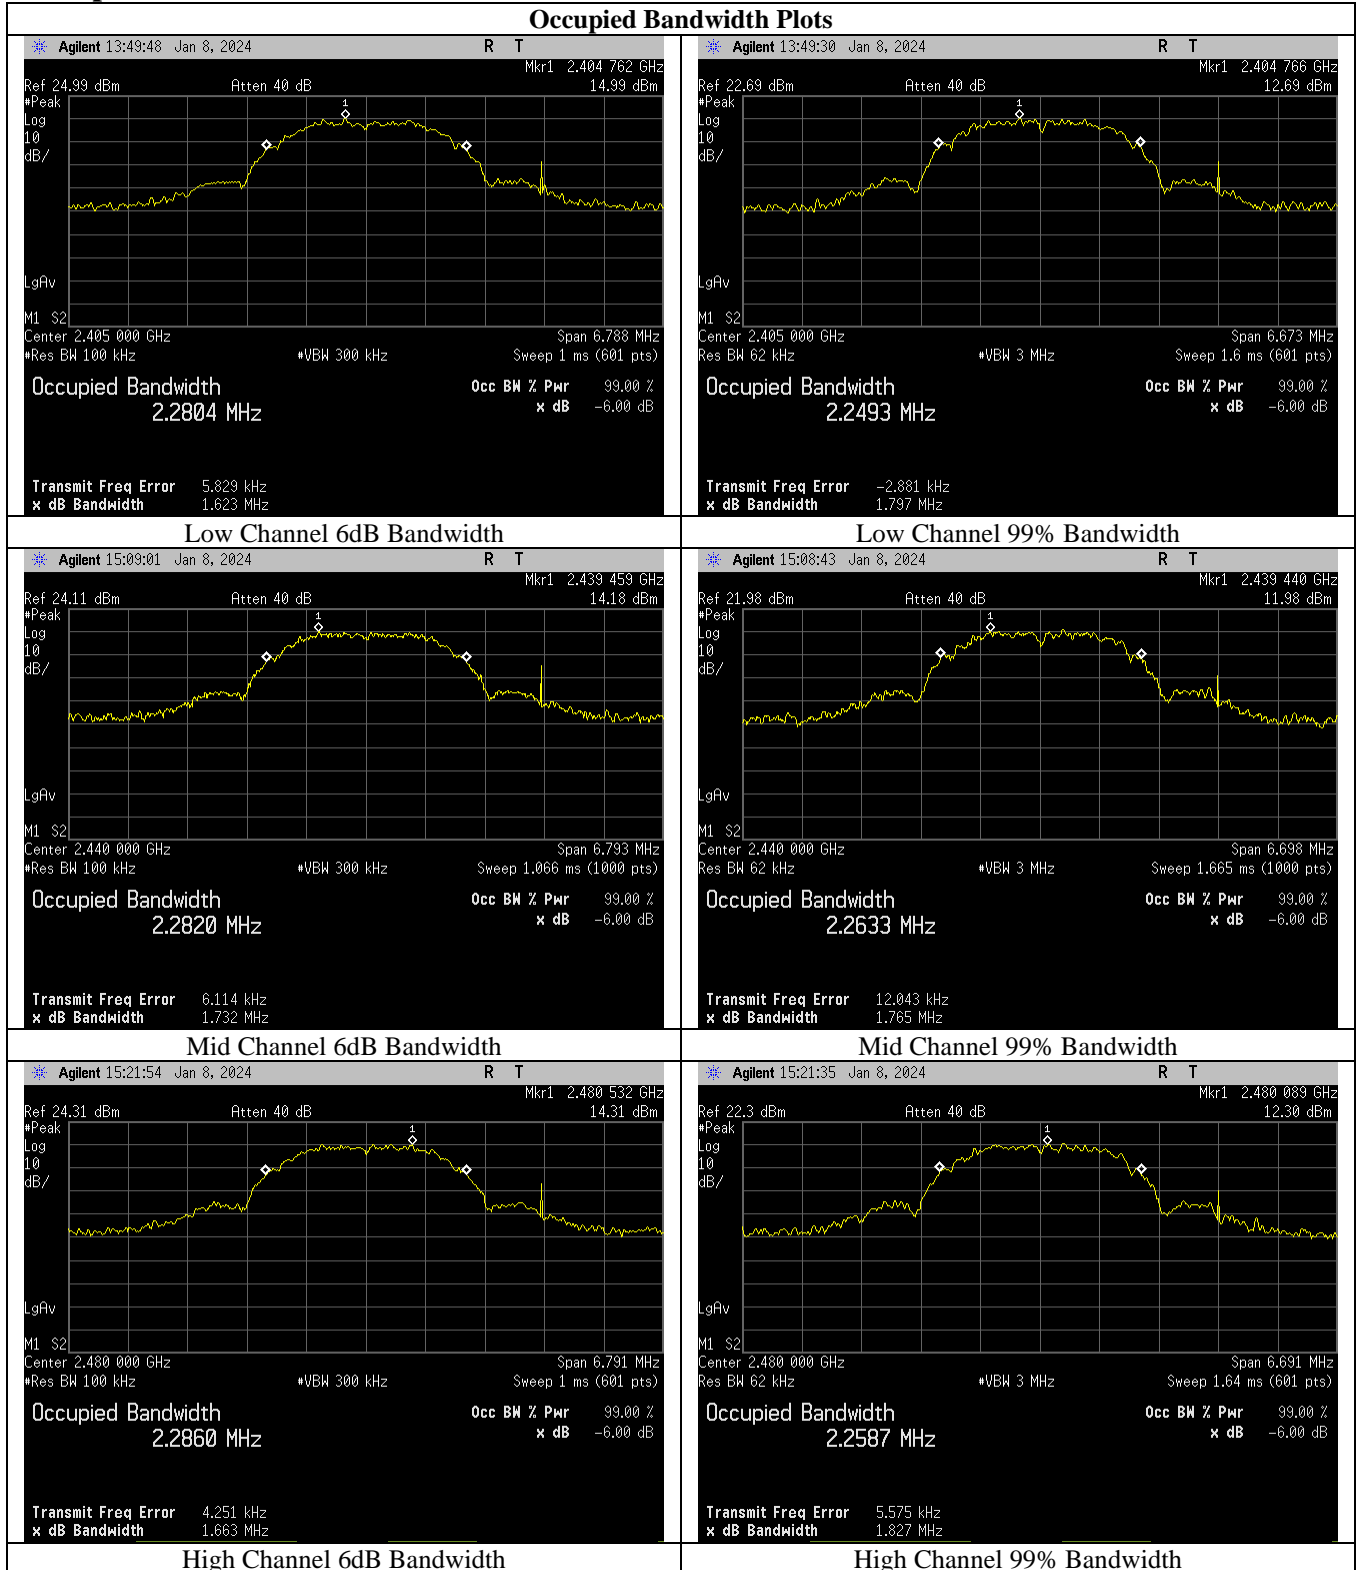 Occupied Bandwidth Plots
Agilent 13:49:48 Jan 8, 2024 R T
Mkr1 2.404 762 GHz
Ref 24.99 dBm Atten 40 dB 14.99 dBm
#Peak
1
Log
10
dB/
LgAv
M1 S2
Center 2.405 000 GHz Span 6.788 MHz
#Res BW 100 kHz #VBW 300 kHz Sweep 1 ms (601 pts)
Occupied Bandwidth Occ BW % Pwr 99.00 %
2.2804 MHz x dB -6.00 dB
Transmit Freq Error 5.829 kHz
x dB Bandwidth 1.623 MHz
Low Channel 6dB Bandwidth
Agilent 13:49:30 Jan 8, 2024 R T
Mkr1 2.404 766 GHz
Ref 22.69 dBm Atten 40 dB 12.69 dBm
#Peak
1
Log
10
dB/
LgAv
M1 S2
Center 2.405 000 GHz Span 6.673 MHz
Res BW 62 kHz #VBW 3 MHz Sweep 1.6 ms (601 pts)
Occupied Bandwidth Occ BW % Pwr 99.00 %
2.2493 MHz x dB -6.00 dB
Transmit Freq Error -2.881 kHz
x dB Bandwidth 1.797 MHz
Low Channel 99% Bandwidth
Agilent 15:09:01 Jan 8, 2024 R T
Mkr1 2.439 459 GHz
Ref 24.11 dBm Atten 40 dB 14.18 dBm
#Peak
1
Log
10
dB/
LgAv
M1 S2
Center 2.440 000 GHz Span 6.793 MHz
#Res BW 100 kHz #VBW 300 kHz Sweep 1.066 ms (1000 pts)
Occupied Bandwidth Occ BW % Pwr 99.00 %
2.2820 MHz x dB -6.00 dB
Transmit Freq Error 6.114 kHz
x dB Bandwidth 1.732 MHz
Mid Channel 6dB Bandwidth
Agilent 15:08:43 Jan 8, 2024 R T
Mkr1 2.439 440 GHz
Ref 21.98 dBm Atten 40 dB 11.98 dBm
#Peak
1
Log
10
dB/
LgAv
M1 S2
Center 2.440 000 GHz Span 6.698 MHz
Res BW 62 kHz #VBW 3 MHz Sweep 1.665 ms (1000 pts)
Occupied Bandwidth Occ BW % Pwr 99.00 %
2.2633 MHz x dB -6.00 dB
Transmit Freq Error 12.043 kHz
x dB Bandwidth 1.765 MHz
Mid Channel 99% Bandwidth
Agilent 15:21:54 Jan 8, 2024 R T
Mkr1 2.480 532 GHz
Ref 24.31 dBm Atten 40 dB 14.31 dBm
#Peak
1
Log
10
dB/
LgAv
M1 S2
Center 2.480 000 GHz Span 6.791 MHz
#Res BW 100 kHz #VBW 300 kHz Sweep 1 ms (601 pts)
Occupied Bandwidth Occ BW % Pwr 99.00 %
2.2860 MHz x dB -6.00 dB
Transmit Freq Error 4.251 kHz
x dB Bandwidth 1.663 MHz
High Channel 6dB Bandwidth
Agilent 15:21:35 Jan 8, 2024 R T
Mkr1 2.480 089 GHz
Ref 22.3 dBm Atten 40 dB 12.30 dBm
#Peak
1
Log
10
dB/
LgAv
M1 S2
Center 2.480 000 GHz Span 6.691 MHz
Res BW 62 kHz #VBW 3 MHz Sweep 1.64 ms (601 pts)
Occupied Bandwidth Occ BW % Pwr 99.00 %
2.2587 MHz x dB -6.00 dB
Transmit Freq Error 5.575 kHz
x dB Bandwidth 1.827 MHz
High Channel 99% Bandwidth